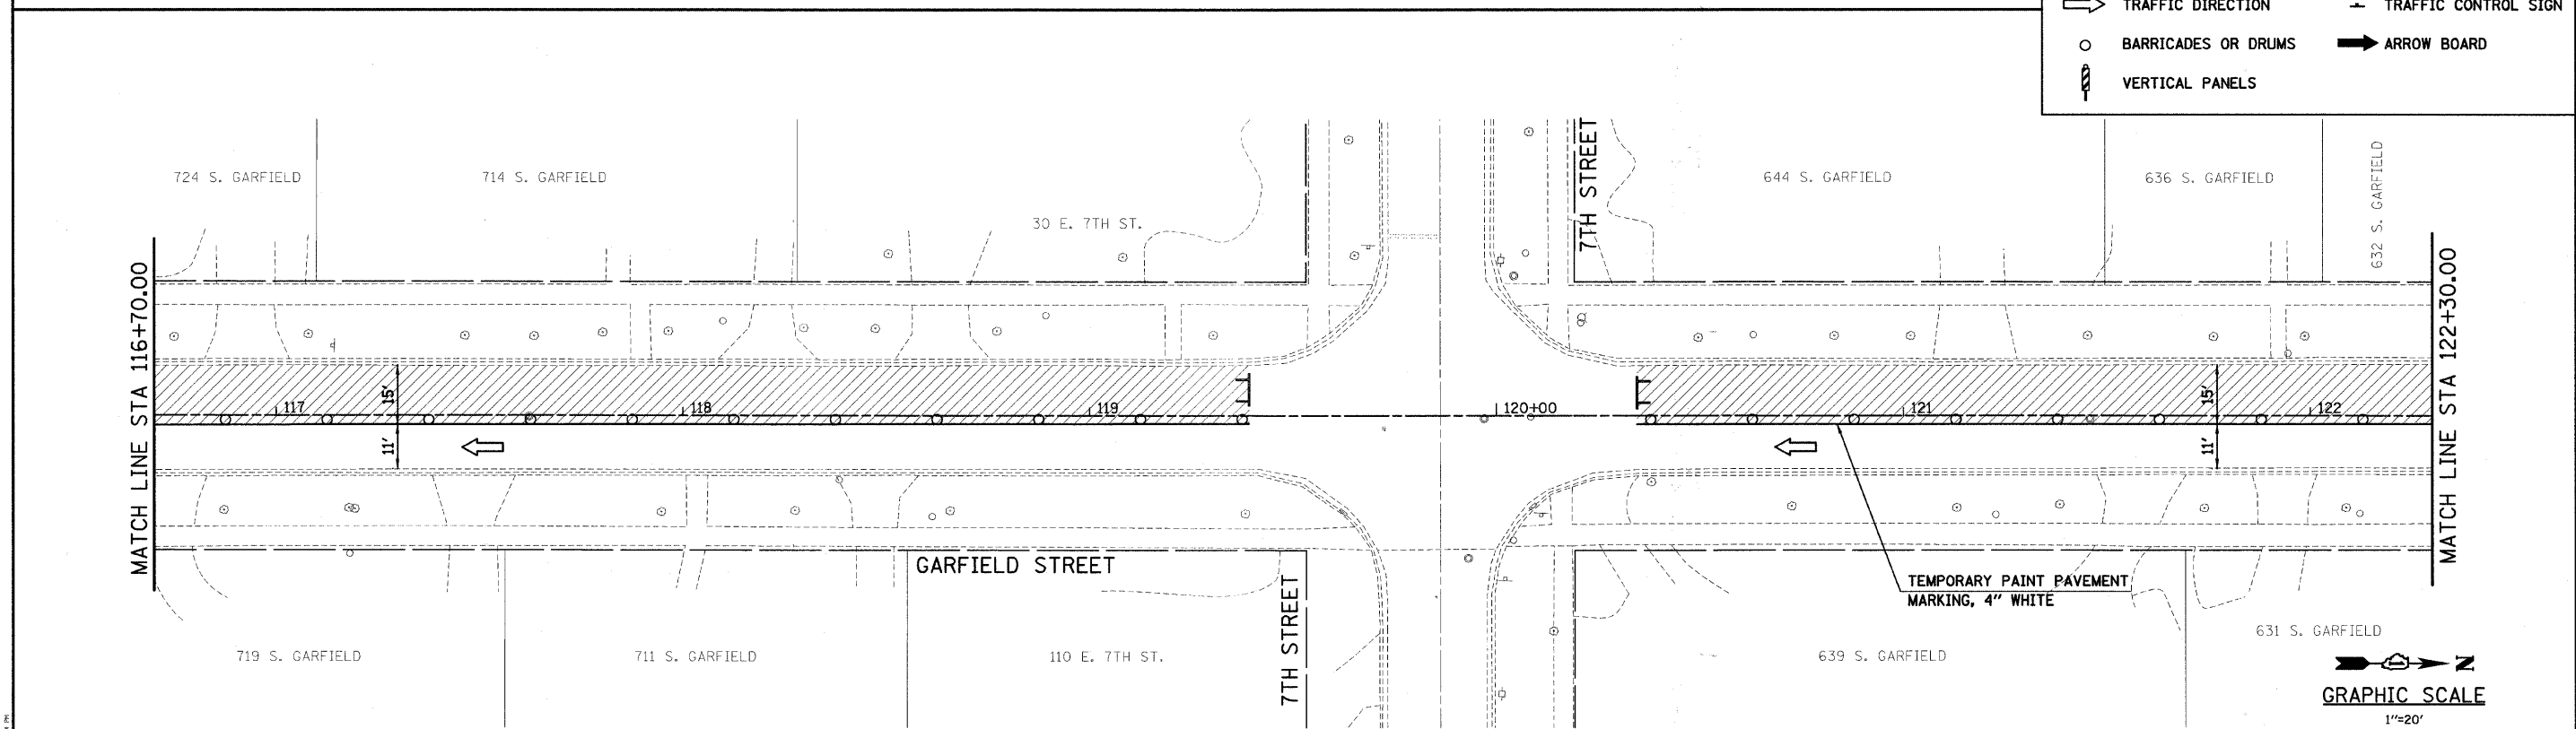 TRAFFIC DIRECTION
TRAFFIC CONTROL SIGN
BARRICADES OR DRUMS
ARROW BOARD
VERTICAL PANELS
724 S. GARFIELD
714 S. GARFIELD
30 E. 7TH ST.
7TH STREET
644 S. GARFIELD
636 S. GARFIELD
632 S. GARFIELD
MATCH LINE STA 116+70.00
MATCH LINE STA 122+30.00
15'
15'
117
118
119
120+00
121
122
11'
11'
GARFIELD STREET
7TH STREET
TEMPORARY PAINT PAVEMENT
MARKING, 4" WHITE
719 S. GARFIELD
711 S. GARFIELD
110 E. 7TH ST.
639 S. GARFIELD
631 S. GARFIELD
N
GRAPHIC SCALE
1"=20'
PM